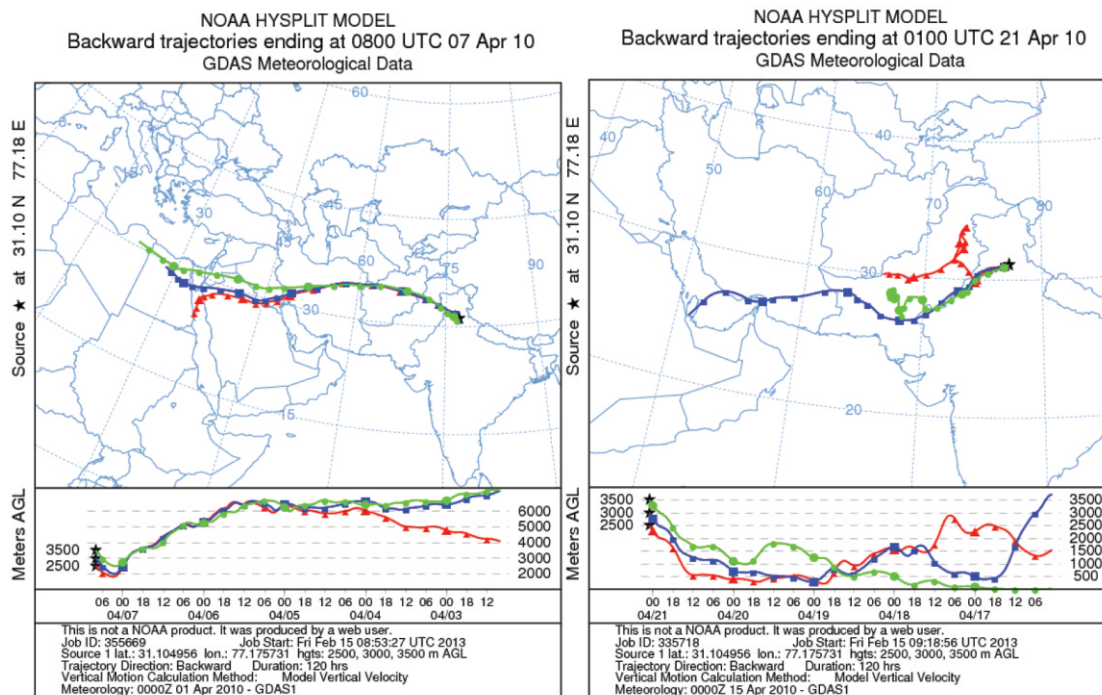 NOAA HYSPLIT MODEL
Backward trajectories ending at 0800 UTC 07 Apr 10
GDAS Meteorological Data
Source ★ at 31.10 N 77.18 E
60
45
45
30
75
90
30
15
15
Meters AGL
3500
2500
6000
5000
4000
3000
2000
06 00 18 12 06 00 18 12 06 00 18 12 06 00 18 12 06 00 18 12
04/07 04/06 04/05 04/04 04/03
This is not a NOAA product. It was produced by a web user.
Job ID: 355669 Job Start: Fri Feb 15 08:53:27 UTC 2013
Source 1 lat.: 31.104956 lon.: 77.175731 hgts: 2500, 3000, 3500 m AGL
Trajectory Direction: Backward Duration: 120 hrs
Vertical Motion Calculation Method: Model Vertical Velocity
Meteorology: 0000Z 01 Apr 2010 - GDAS1
NOAA HYSPLIT MODEL
Backward trajectories ending at 0100 UTC 21 Apr 10
GDAS Meteorological Data
Source ★ at 31.10 N 77.18 E
40
50
60
40
70
80
30
20
Meters AGL
3500
3000
2500
3500
3000
2500
2000
1500
1000
500
00 18 12 06 00 18 12 06 00 18 12 06 00 18 12 06 00 18 12 06
04/21 04/20 04/19 04/18 04/17
This is not a NOAA product. It was produced by a web user.
Job ID: 335718 Job Start: Fri Feb 15 09:18:56 UTC 2013
Source 1 lat.: 31.104956 lon.: 77.175731 hgts: 2500, 3000, 3500 m AGL
Trajectory Direction: Backward Duration: 120 hrs
Vertical Motion Calculation Method: Model Vertical Velocity
Meteorology: 0000Z 15 Apr 2010 - GDAS1